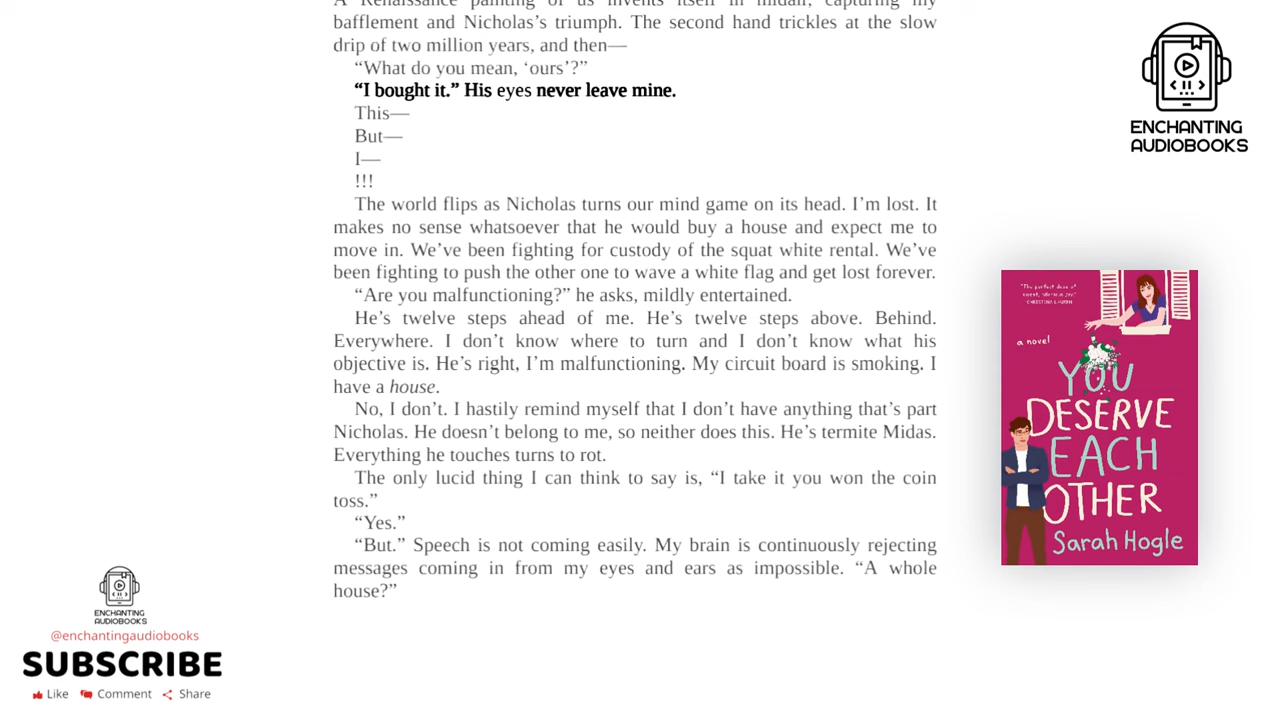 A Renaissance painting of us invents itself in midair, capturing my
bafflement and Nicholas’s triumph. The second hand trickles at the slow
drip of two million years, and then—
“What do you mean, ‘ours’?”
“I bought it.” His eyes never leave mine.
This—
But—
I—
!!!
The world flips as Nicholas turns our mind game on its head. I’m lost. It
makes no sense whatsoever that he would buy a house and expect me to
move in. We’ve been fighting for custody of the squat white rental. We’ve
been fighting to push the other one to wave a white flag and get lost forever.
“Are you malfunctioning?” he asks, mildly entertained.
He’s twelve steps ahead of me. He’s twelve steps above. Behind.
Everywhere. I don’t know where to turn and I don’t know what his
objective is. He’s right, I’m malfunctioning. My circuit board is smoking. I
have a house.
No, I don’t. I hastily remind myself that I don’t have anything that’s part
Nicholas. He doesn’t belong to me, so neither does this. He’s termite Midas.
Everything he touches turns to rot.
The only lucid thing I can think to say is, “I take it you won the coin
toss.”
“Yes.”
“But.” Speech is not coming easily. My brain is continuously rejecting
messages coming in from my eyes and ears as impossible. “A whole
house?”
ENCHANTING
AUDIOBOOKS
a novel
YOU
DESERVE
EACH
OTHER
Sarah Hogle
ENCHANTING
AUDIOBOOKS
@enchantingaudiobooks
SUBSCRIBE
Like Comment Share